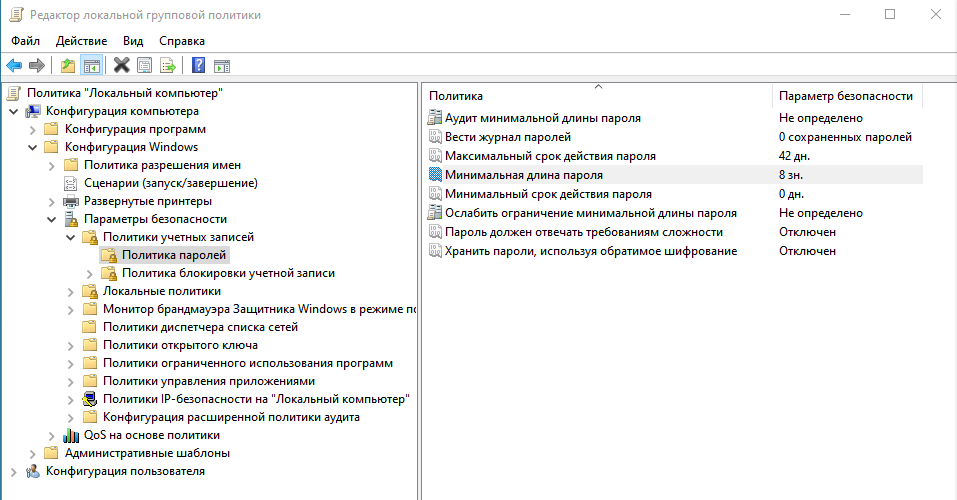 Редактор локальной групповой политики
Файл Действие Вид Справка
Политика "Локальный компьютер"
Конфигурация компьютера
Конфигурация программ
Конфигурация Windows
Политика разрешения имен
Сценарии (запуск/завершение)
Развернутые принтеры
Параметры безопасности
Политики учетных записей
Политика паролей
Политика блокировки учетной записи
Локальные политики
Монитор брандмауэра Защитника Windows в режиме по
Политики диспетчера списка сетей
Политики открытого ключа
Политики ограниченного использования программ
Политики управления приложениями
Политики IP-безопасности на "Локальный компьютер"
Конфигурация расширенной политики аудита
QoS на основе политики
Административные шаблоны
Конфигурация пользователя
Политика Параметр безопасности
Аудит минимальной длины пароля Не определено
Вести журнал паролей 0 сохраненных паролей
Максимальный срок действия пароля 42 дн.
Минимальная длина пароля 8 зн.
Минимальный срок действия пароля 0 дн.
Ослабить ограничение минимальной длины пароля Не определено
Пароль должен отвечать требованиям сложности Отключен
Хранить пароли, используя обратимое шифрование Отключен